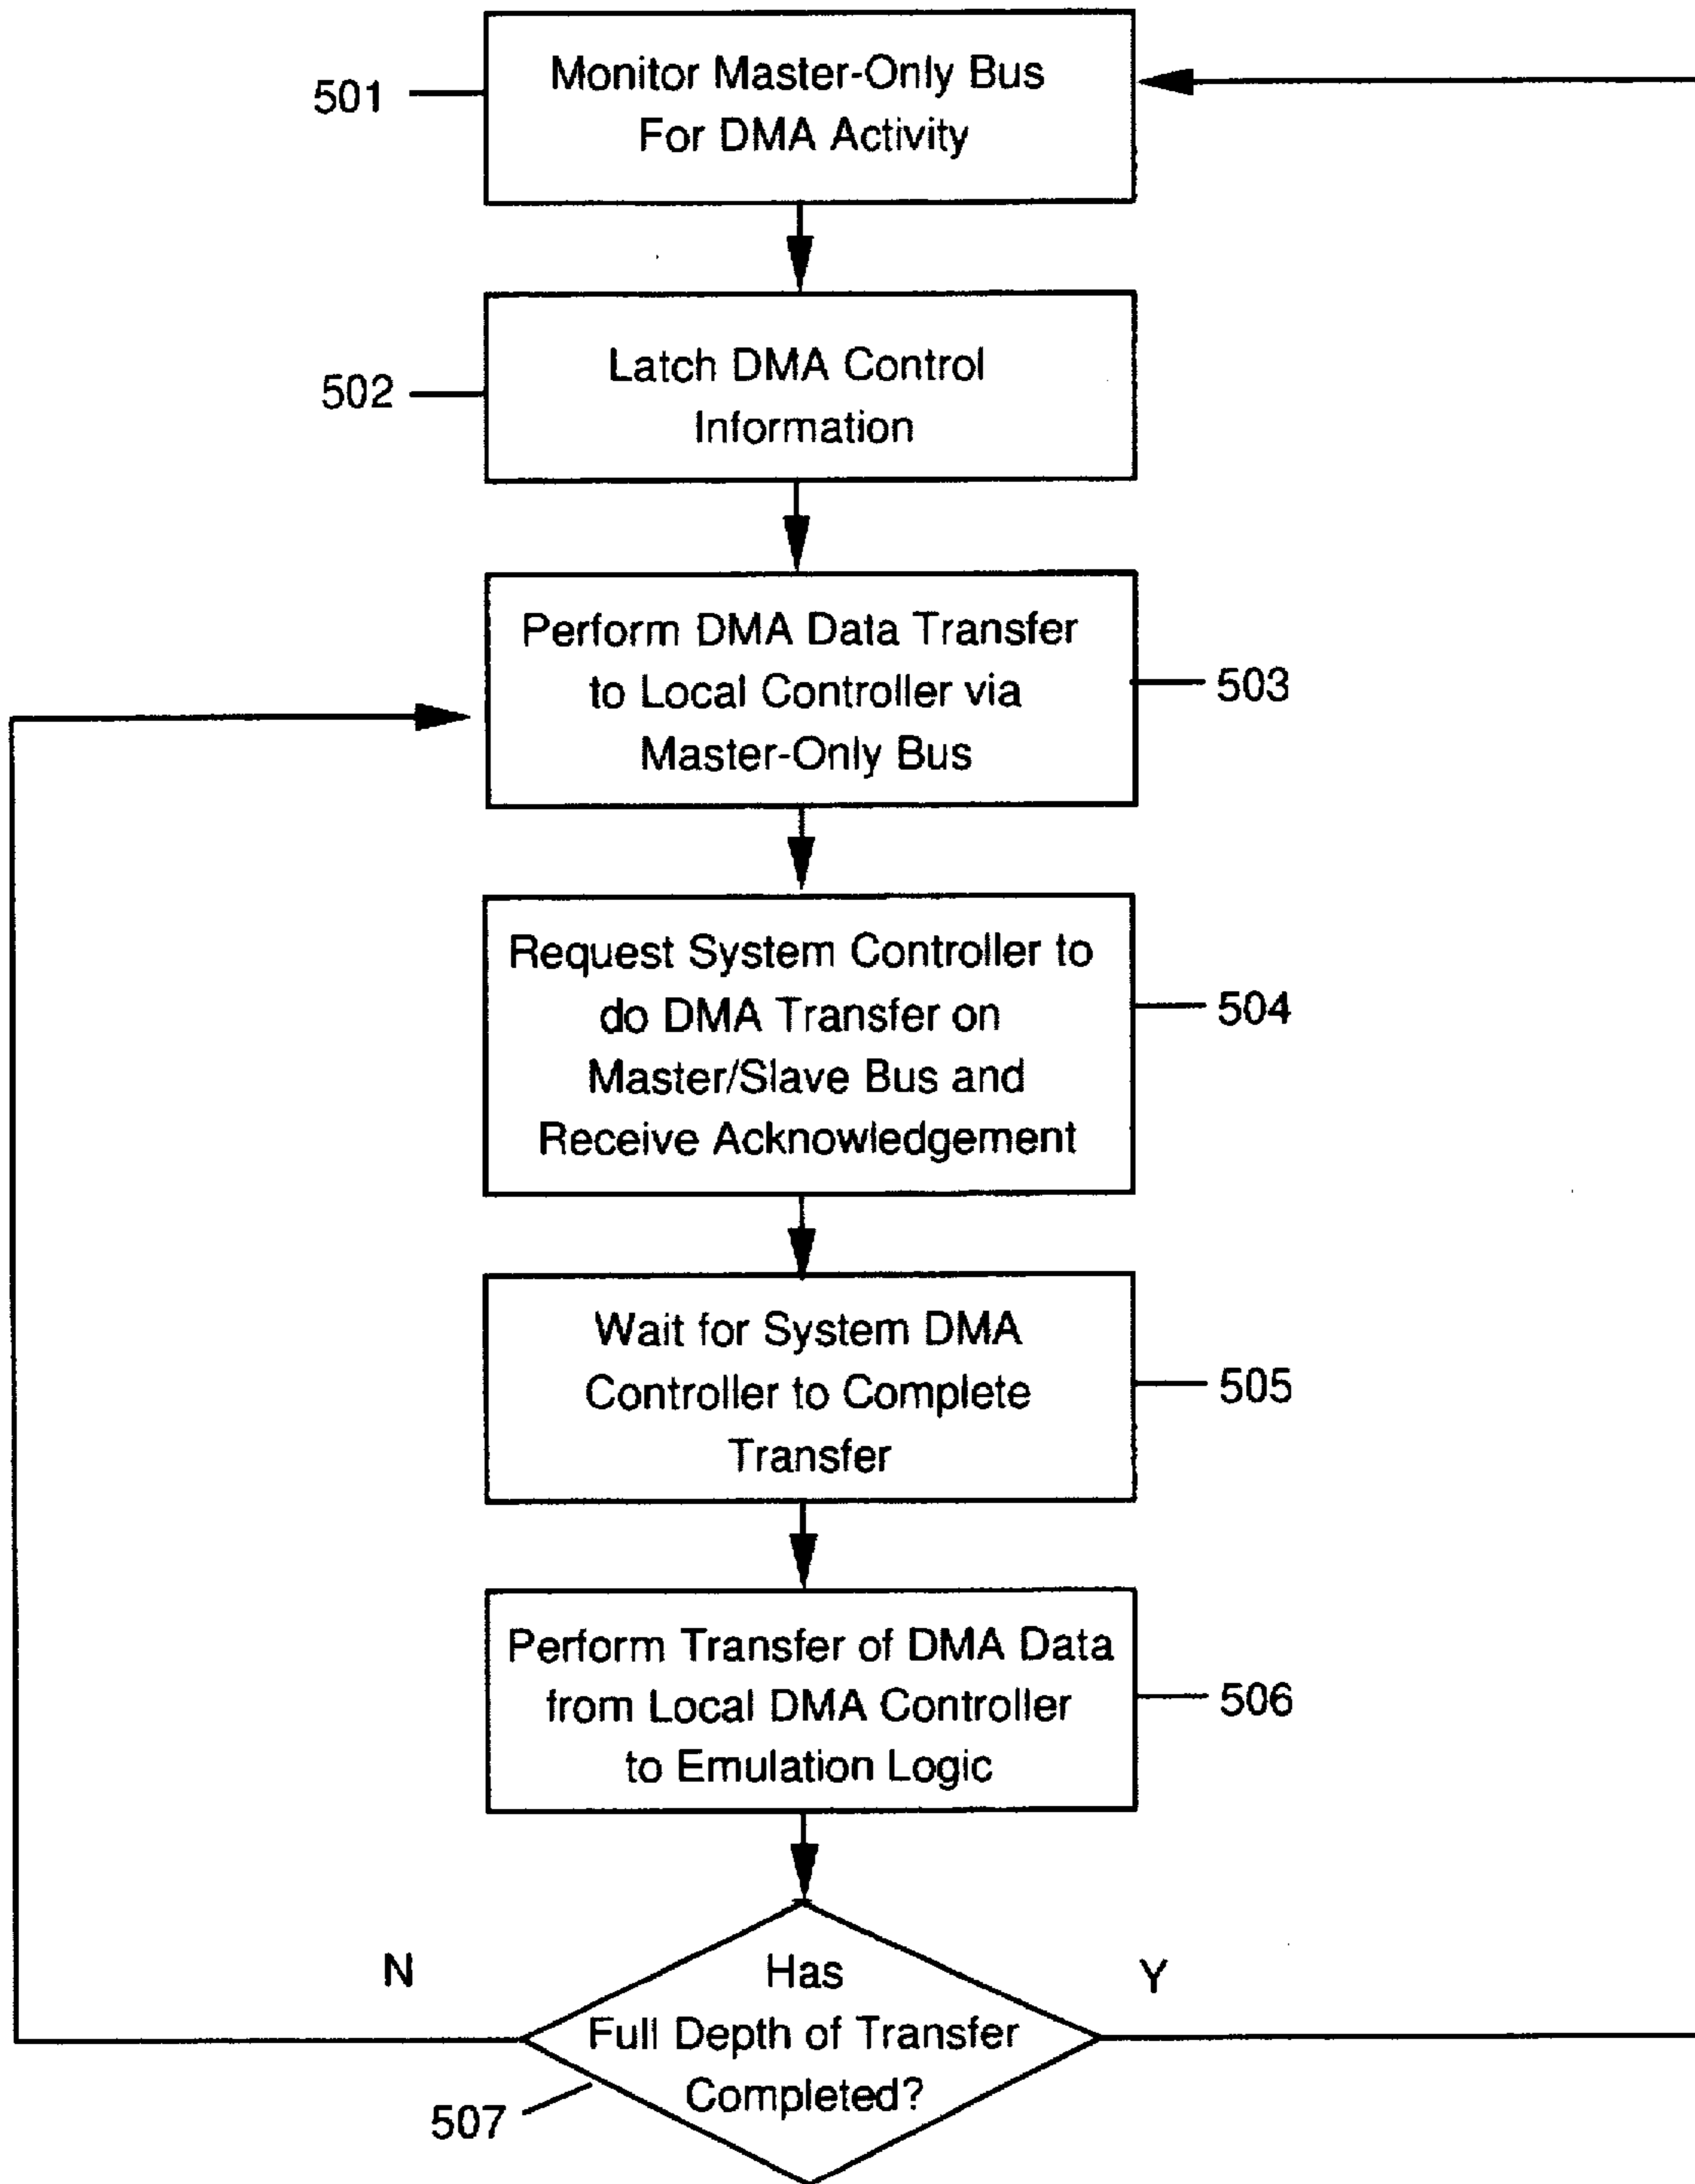 501
Monitor Master-Only Bus
For DMA Activity
502
Latch DMA Control
Information
Perform DMA Data Transfer
to Local Controller via
Master-Only Bus
503
Request System Controller to
do DMA Transfer on
Master/Slave Bus and
Receive Acknowledgement
504
Wait for System DMA
Controller to Complete
Transfer
505
Perform Transfer of DMA Data
from Local DMA Controller
to Emulation Logic
506
N
Has
Full Depth of Transfer
Completed?
Y
507